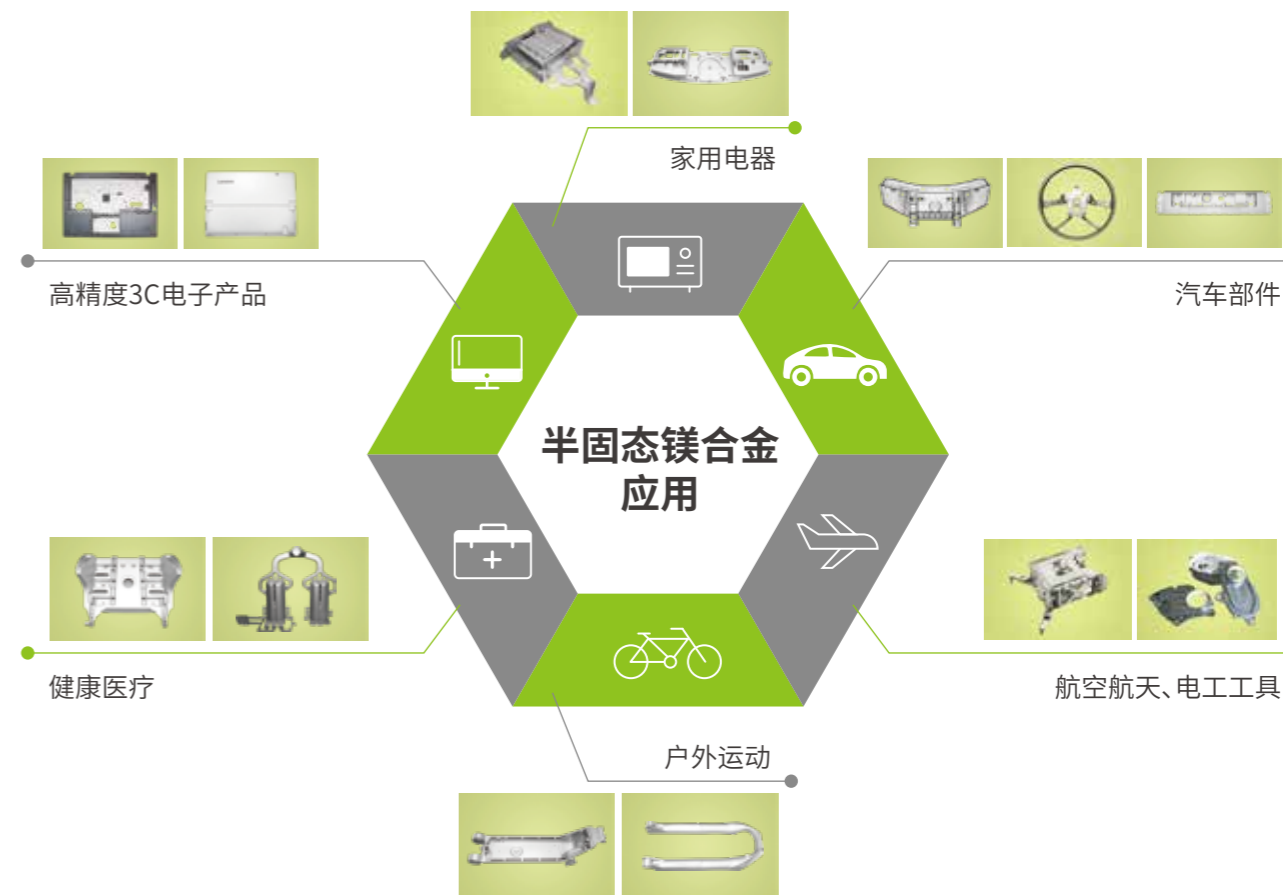 家用电器
高精度3C电子产品
汽车部件
半固态镁合金
应用
健康医疗
航空航天、电工工具
户外运动